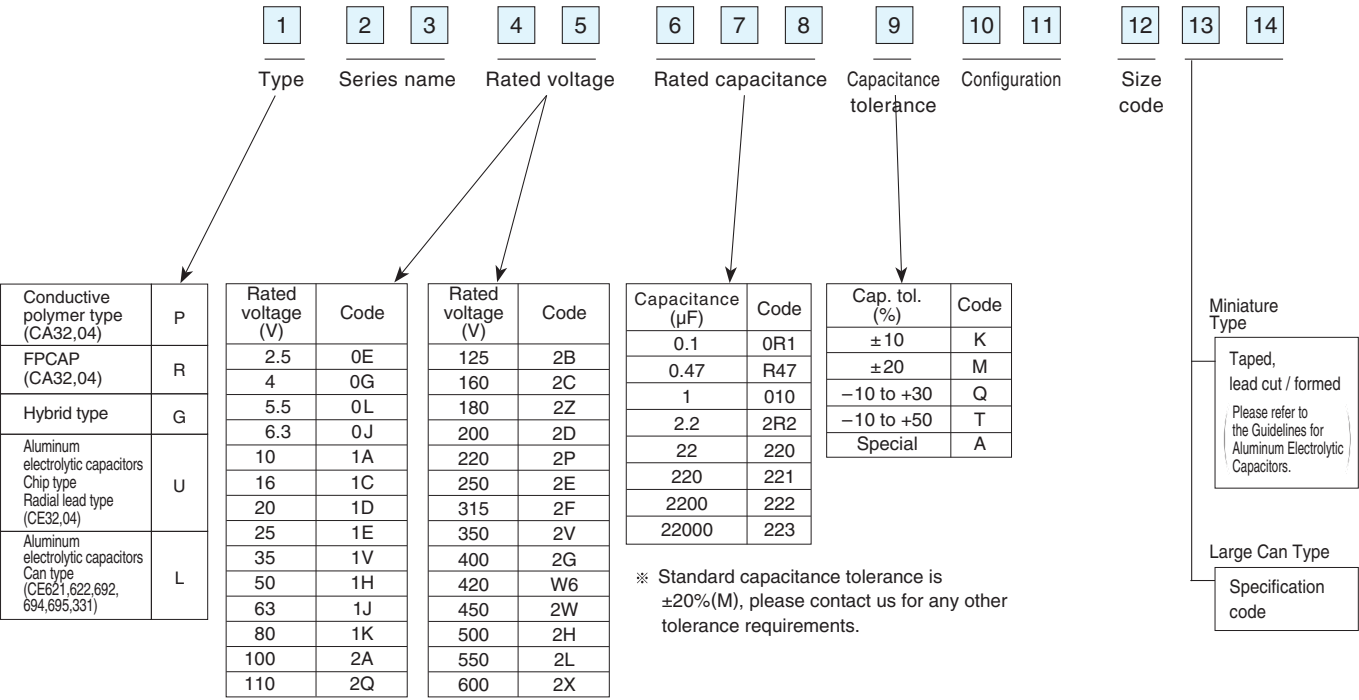 1 2 3 4 5 6 7 8 9 10 11 12 13 14
Type Series name Rated voltage Rated capacitance Capacitance tolerance Configuration Size code
Conductive
polymer type
(CA32,04)
P
FPCAP
(CA32,04)
R
Hybrid type G
Aluminum
electrolytic capacitors
Chip type
Radial lead type
(CE32,04)
U
Aluminum
electrolytic capacitors
Can type
(CE621,622,692,
694,695,331)
L
Rated
voltage
(V)
Code
2.5 0E
4 0G
5.5 0L
6.3 0J
10 1A
16 1C
20 1D
25 1E
35 1V
50 1H
63 1J
80 1K
100 2A
110 2Q
Rated
voltage
(V)
Code
125 2B
160 2C
180 2Z
200 2D
220 2P
250 2E
315 2F
350 2V
400 2G
420 W6
450 2W
500 2H
550 2L
600 2X
Capacitance
(μF)
Code
0.1 0R1
0.47 R47
1 010
2.2 2R2
22 220
220 221
2200 222
22000 223
Cap. tol.
(%)
Code
±10 K
±20 M
−10 to +30 Q
−10 to +50 T
Special A
※ Standard capacitance tolerance is
±20%(M), please contact us for any other
tolerance requirements.
Miniature
Type
Taped,
lead cut / formed
Please refer to
the Guidelines for
Aluminum Electrolytic
Capacitors.
Large Can Type
Specification
code